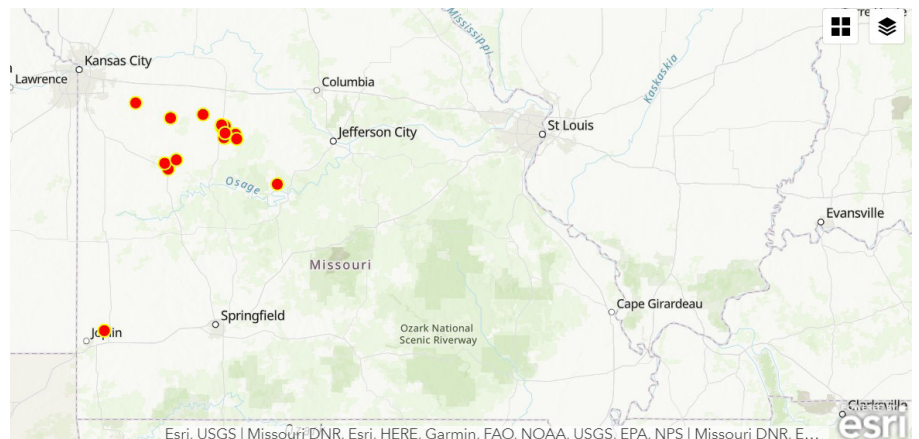 Mississippi
Kaskaskia
Kansas City
Lawrence
Columbia
St Louis
Jefferson City
Osage
Evansville
Missouri
Cape Girardeau
Springfield
Ozark National
Scenic Riverway
Clarksville
esri
Esri, USGS | Missouri DNR, Esri, HERE, Garmin, FAO, NOAA, USGS, EPA, NPS | Missouri DNR, E...